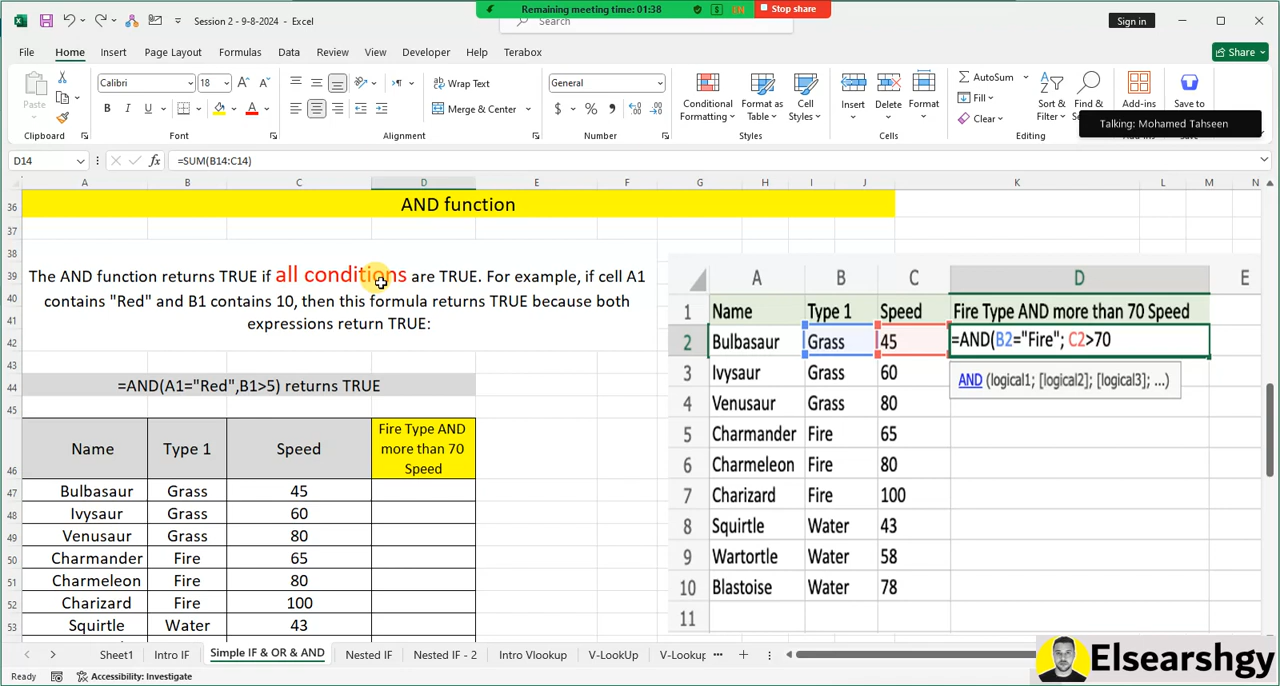 Remaining meeting time: 01:38
EN
Stop share
Session 2 - 9-8-2024 - Excel
Search
Sign in
File Home Insert Page Layout Formulas Data Review View Developer Help Terabox
Share
Paste
Calibri 18
Wrap Text
General
Conditional Formatting
Format as Table
Cell Styles
Insert
Delete
Format
AutoSum
Fill
Clear
Sort & Filter
Find &
Add-ins
Save to
B I U
Merge & Center
Talking: Mohamed Tahseen
Clipboard Font Alignment Number Styles Cells Editing
D14 fx =SUM(B14:C14)
A B C D E F G H I J K L M N
36 AND function
37
38
39 The AND function returns TRUE if all conditions are TRUE. For example, if cell A1
40 contains "Red" and B1 contains 10, then this formula returns TRUE because both
41 expressions return TRUE:
42
43
44 =AND(A1="Red",B1>5) returns TRUE
45
46 Name Type 1 Speed Fire Type AND more than 70 Speed
47 Bulbasaur Grass 45
48 Ivysaur Grass 60
49 Venusaur Grass 80
50 Charmander Fire 65
51 Charmeleon Fire 80
52 Charizard Fire 100
53 Squirtle Water 43
A B C D E
1 Name Type 1 Speed Fire Type AND more than 70 Speed
2 Bulbasaur Grass 45 =AND(B2="Fire"; C2>70
AND (logical1; [logical2]; [logical3]; ...)
3 Ivysaur Grass 60
4 Venusaur Grass 80
5 Charmander Fire 65
6 Charmeleon Fire 80
7 Charizard Fire 100
8 Squirtle Water 43
9 Wartortle Water 58
10 Blastoise Water 78
11
Sheet1 Intro IF Simple IF & OR & AND Nested IF Nested IF - 2 Intro Vlookup V-LookUp V-Lookup ...
Ready Accessibility: Investigate
Elsearshgy